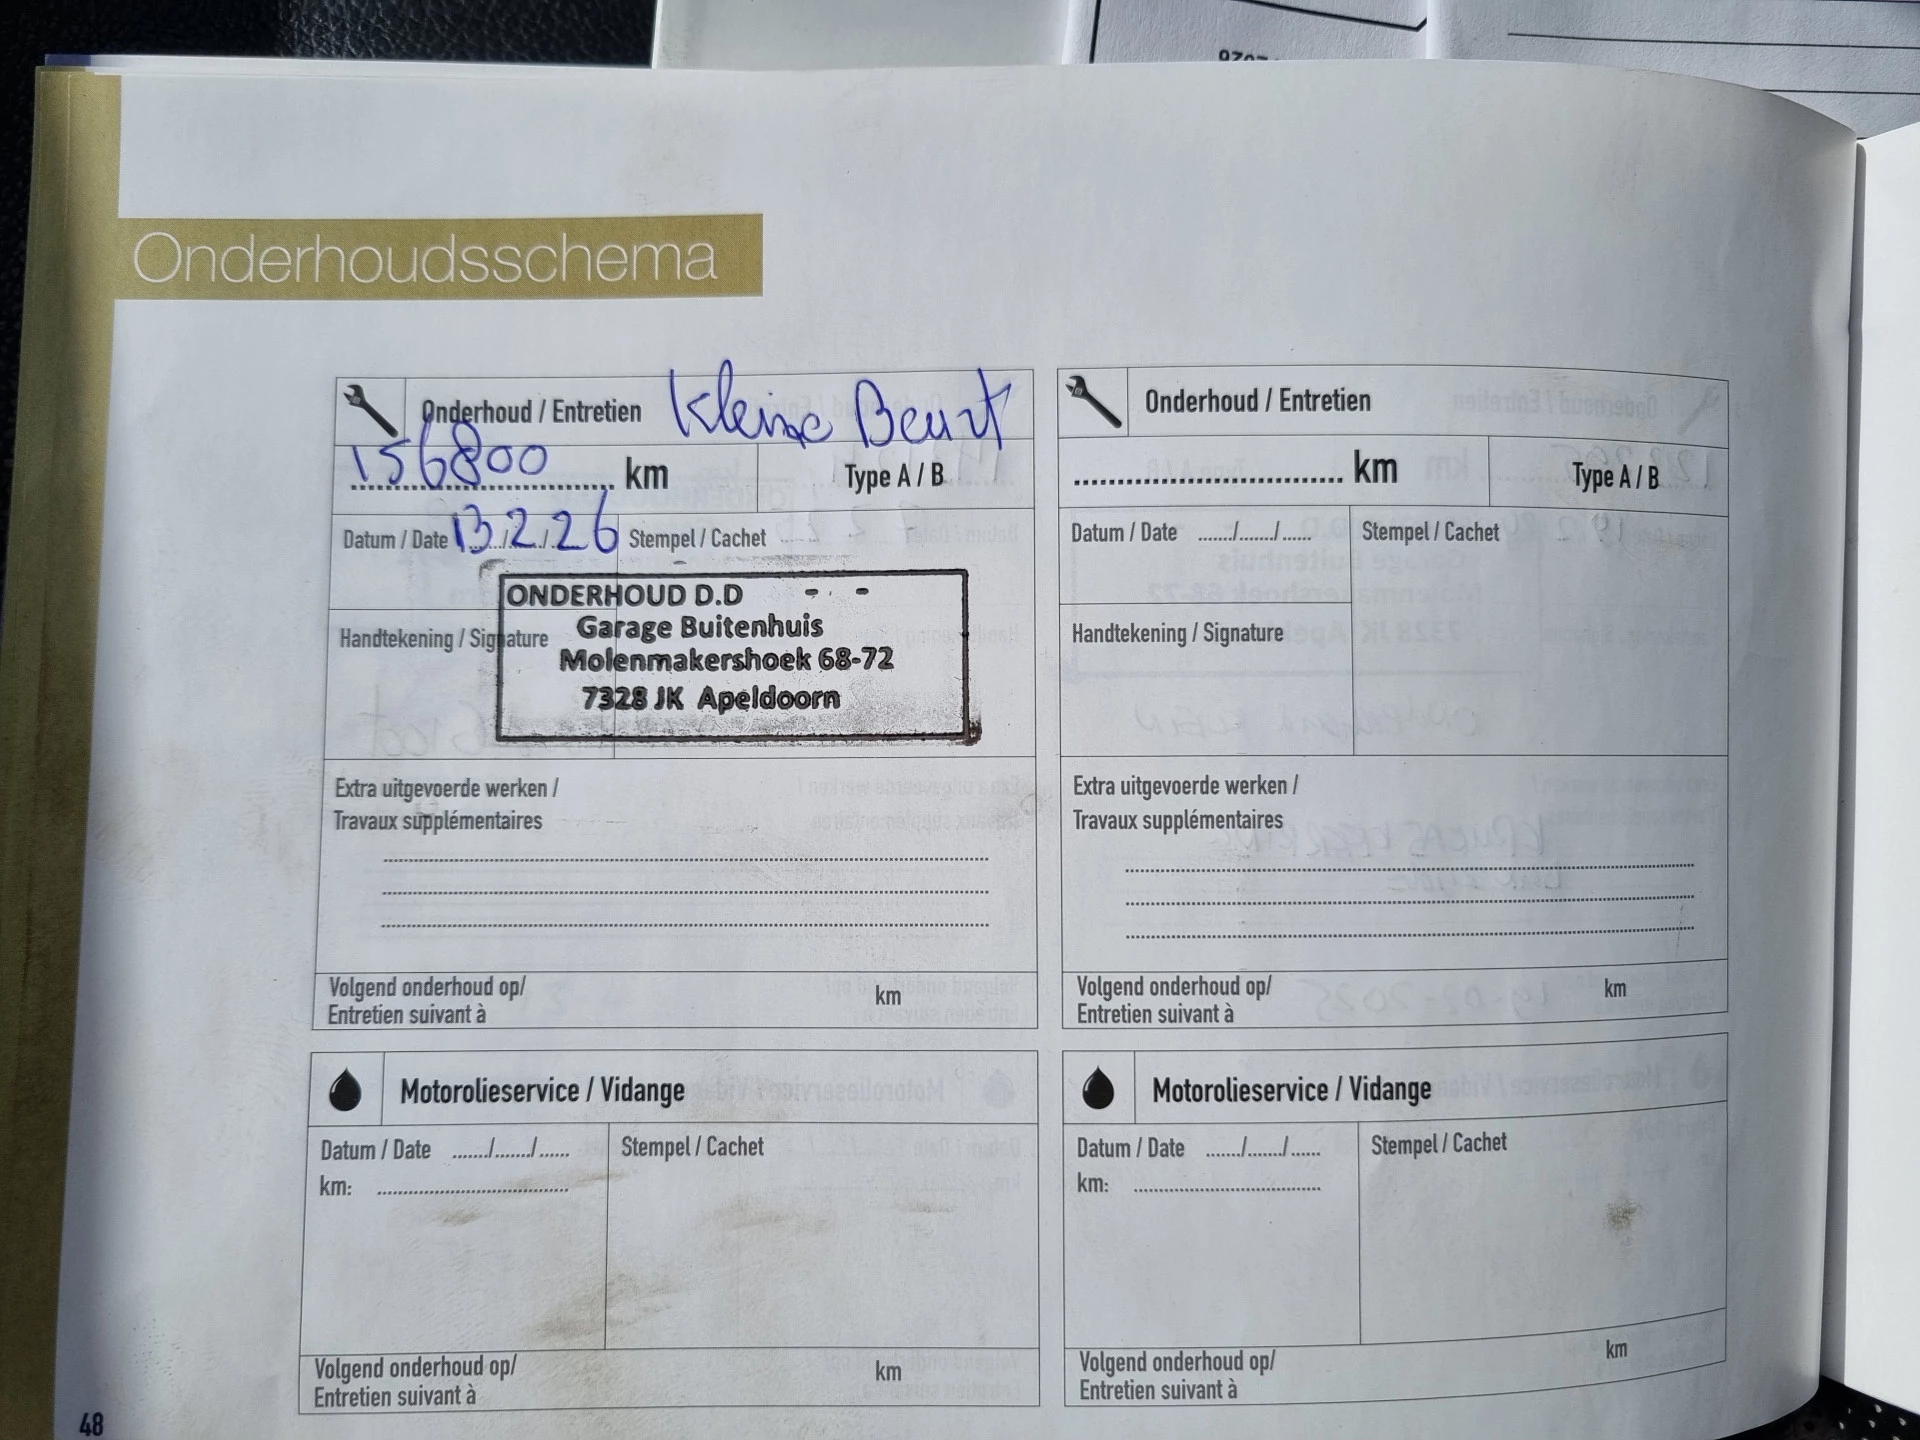 Onderhoudsschema
Onderhoud / Entretien Kleine Beurt
156800 km Type A / B
Datum / Date 13.2.26 Stempel / Cachet
ONDERHOUD D.D - -
Garage Buitenhuis
Molenmakershoek 68-72
7328 JK Apeldoorn
Handtekening / Signature
Extra uitgevoerde werken /
Travaux supplémentaires
Volgend onderhoud op/ km
Entretien suivant à
Onderhoud / Entretien
km Type A / B
Datum / Date ....../......./...... Stempel / Cachet
Handtekening / Signature
Extra uitgevoerde werken /
Travaux supplémentaires
Volgend onderhoud op/ km
Entretien suivant à
Motorolieservice / Vidange
Datum / Date ....../......./...... Stempel / Cachet
km:
Volgend onderhoud op/ km
Entretien suivant à
Motorolieservice / Vidange
Datum / Date ....../......./...... Stempel / Cachet
km:
Volgend onderhoud op/ km
Entretien suivant à
48